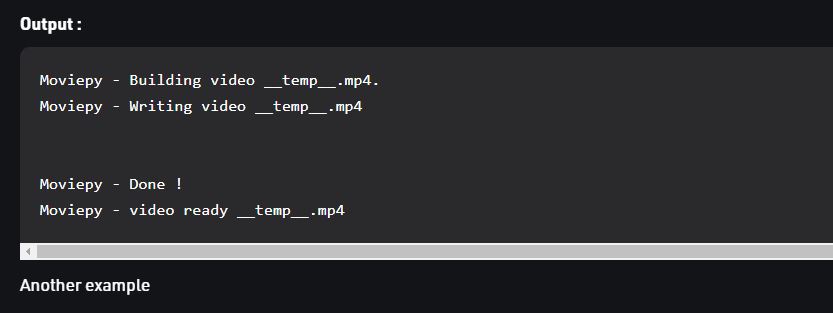 Output :
Moviepy - Building video __temp__.mp4.
Moviepy - Writing video __temp__.mp4
Moviepy - Done !
Moviepy - video ready __temp__.mp4
Another example